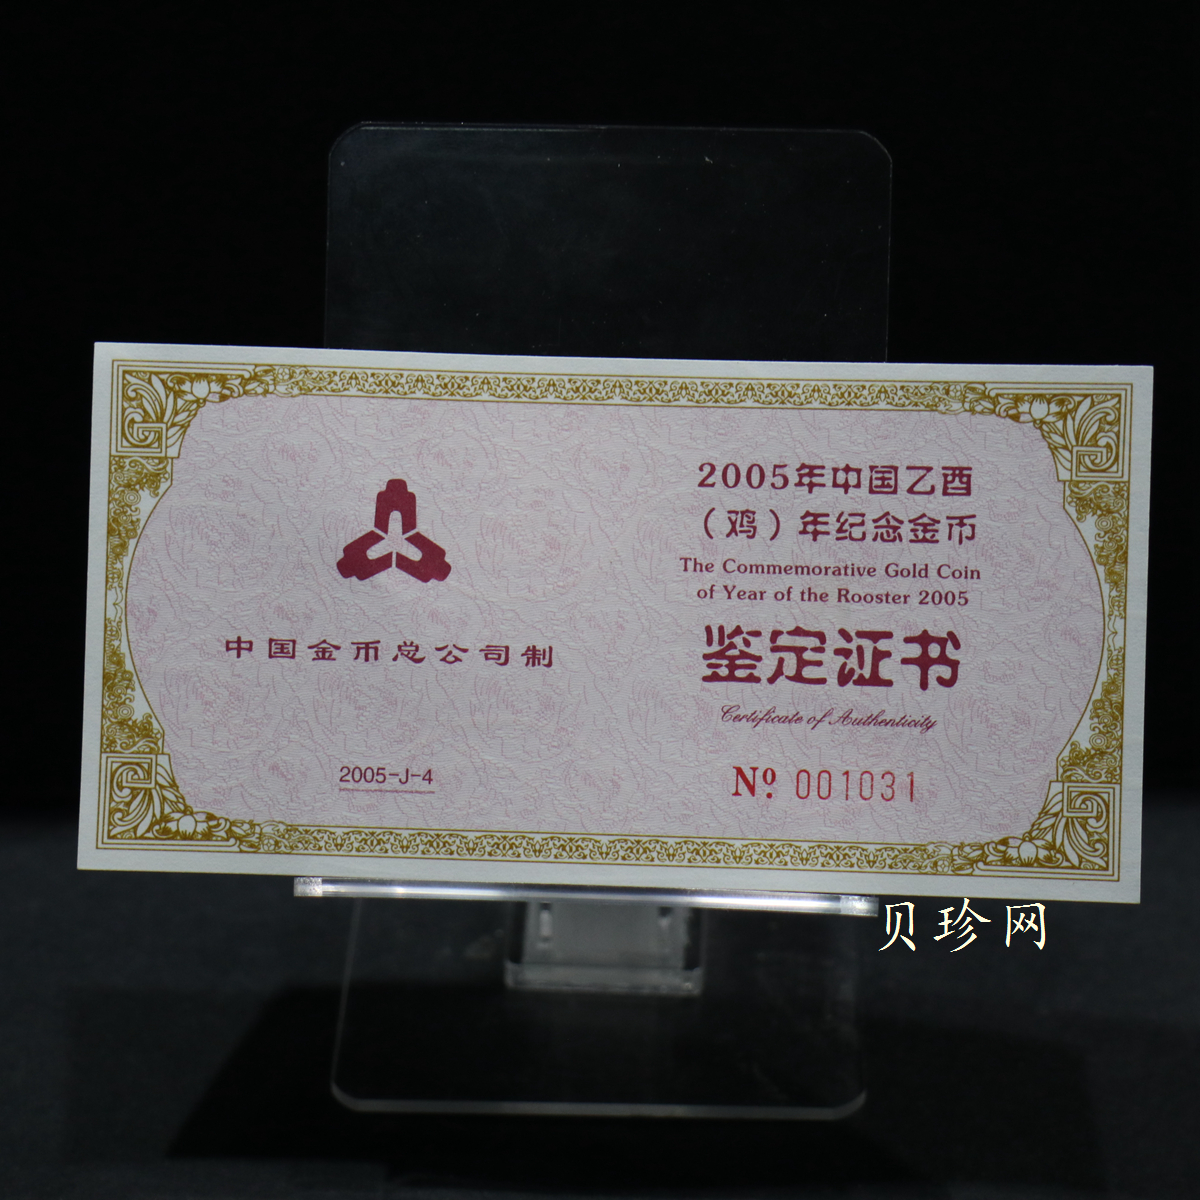 中国金币总公司制
2005-J-4
2005年中国乙酉
（鸡）年纪念金币
The Commemorative Gold Coin
of Year of the Rooster 2005
鉴定证书
Certificate of Authenticity
Nº 001031
贝珍网